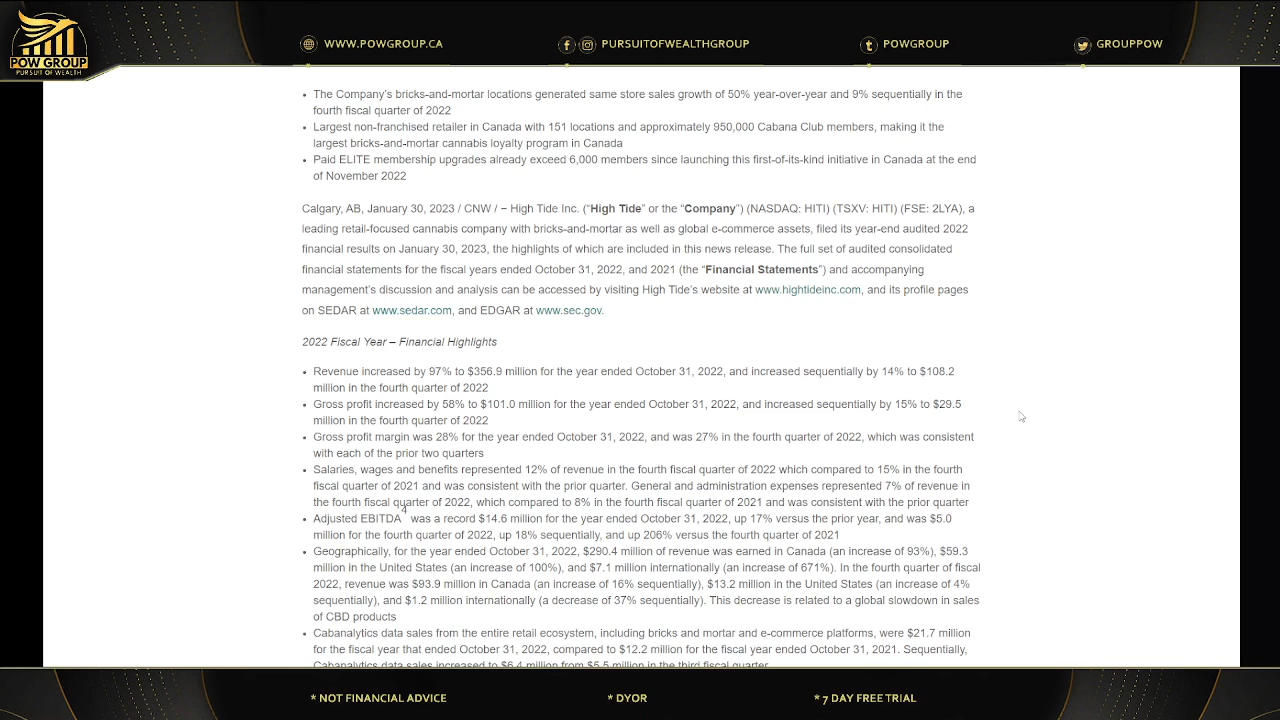 POW GROUP
PURSUIT OF WEALTH
WWW.POWGROUP.CA
PURSUITOFWEALTHGROUP
POWGROUP
GROUPPOW
• The Company's bricks-and-mortar locations generated same store sales growth of 50% year-over-year and 9% sequentially in the
fourth fiscal quarter of 2022
• Largest non-franchised retailer in Canada with 151 locations and approximately 950,000 Cabana Club members, making it the
largest bricks-and-mortar cannabis loyalty program in Canada
• Paid ELITE membership upgrades already exceed 6,000 members since launching this first-of-its-kind initiative in Canada at the end
of November 2022
Calgary, AB, January 30, 2023 / CNW / − High Tide Inc. ("High Tide" or the "Company") (NASDAQ: HITI) (TSXV: HITI) (FSE: 2LYA), a
leading retail-focused cannabis company with bricks-and-mortar as well as global e-commerce assets, filed its year-end audited 2022
financial results on January 30, 2023, the highlights of which are included in this news release. The full set of audited consolidated
financial statements for the fiscal years ended October 31, 2022, and 2021 (the "Financial Statements") and accompanying
management's discussion and analysis can be accessed by visiting High Tide's website at www.hightideinc.com, and its profile pages
on SEDAR at www.sedar.com, and EDGAR at www.sec.gov.
2022 Fiscal Year – Financial Highlights
• Revenue increased by 97% to $356.9 million for the year ended October 31, 2022, and increased sequentially by 14% to $108.2
million in the fourth quarter of 2022
• Gross profit increased by 58% to $101.0 million for the year ended October 31, 2022, and increased sequentially by 15% to $29.5
million in the fourth quarter of 2022
• Gross profit margin was 28% for the year ended October 31, 2022, and was 27% in the fourth quarter of 2022, which was consistent
with each of the prior two quarters
• Salaries, wages and benefits represented 12% of revenue in the fourth fiscal quarter of 2022 which compared to 15% in the fourth
fiscal quarter of 2021 and was consistent with the prior quarter. General and administration expenses represented 7% of revenue in
the fourth fiscal quarter of 2022, which compared to 8% in the fourth fiscal quarter of 2021 and was consistent with the prior quarter
• Adjusted EBITDA4 was a record $14.6 million for the year ended October 31, 2022, up 17% versus the prior year, and was $5.0
million for the fourth quarter of 2022, up 18% sequentially, and up 206% versus the fourth quarter of 2021
• Geographically, for the year ended October 31, 2022, $290.4 million of revenue was earned in Canada (an increase of 93%), $59.3
million in the United States (an increase of 100%), and $7.1 million internationally (an increase of 671%). In the fourth quarter of fiscal
2022, revenue was $93.9 million in Canada (an increase of 16% sequentially), $13.2 million in the United States (an increase of 4%
sequentially), and $1.2 million internationally (a decrease of 37% sequentially). This decrease is related to a global slowdown in sales
of CBD products
• Cabanalytics data sales from the entire retail ecosystem, including bricks and mortar and e-commerce platforms, were $21.7 million
for the fiscal year that ended October 31, 2022, compared to $12.2 million for the fiscal year ended October 31, 2021. Sequentially,
Cabanalytics data sales increased to $6.4 million from $5.5 million in the third fiscal quarter
* NOT FINANCIAL ADVICE
* DYOR
* 7 DAY FREE TRIAL